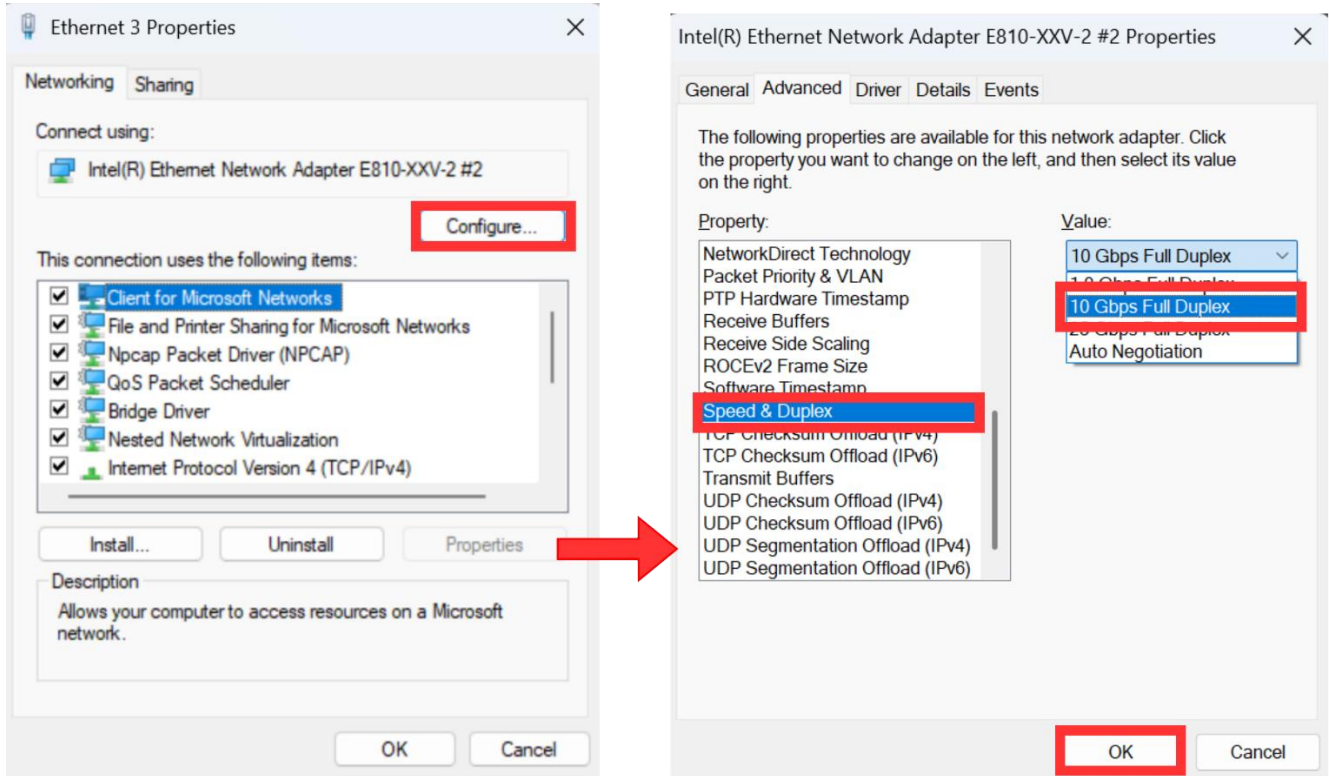 Ethernet 3 Properties
Networking
Sharing
Connect using:
Intel(R) Ethernet Network Adapter E810-XXV-2 #2
Configure...
This connection uses the following items:
Client for Microsoft Networks
File and Printer Sharing for Microsoft Networks
Npcap Packet Driver (NPCAP)
QoS Packet Scheduler
Bridge Driver
Nested Network Virtualization
Internet Protocol Version 4 (TCP/IPv4)
Install...
Uninstall
Properties
Description
Allows your computer to access resources on a Microsoft
network.
OK
Cancel
Intel(R) Ethernet Network Adapter E810-XXV-2 #2 Properties
General
Advanced
Driver
Details
Events
The following properties are available for this network adapter. Click
the property you want to change on the left, and then select its value
on the right.
Property:
NetworkDirect Technology
Packet Priority & VLAN
PTP Hardware Timestamp
Receive Buffers
Receive Side Scaling
ROCEv2 Frame Size
Software Timestamp
Speed & Duplex
TCP Checksum Offload (IPv4)
TCP Checksum Offload (IPv6)
Transmit Buffers
UDP Checksum Offload (IPv4)
UDP Checksum Offload (IPv6)
UDP Segmentation Offload (IPv4)
UDP Segmentation Offload (IPv6)
Value:
10 Gbps Full Duplex
Gbps Full Duplex
10 Gbps Full Duplex
Gbps Full Duplex
Auto Negotiation
OK
Cancel